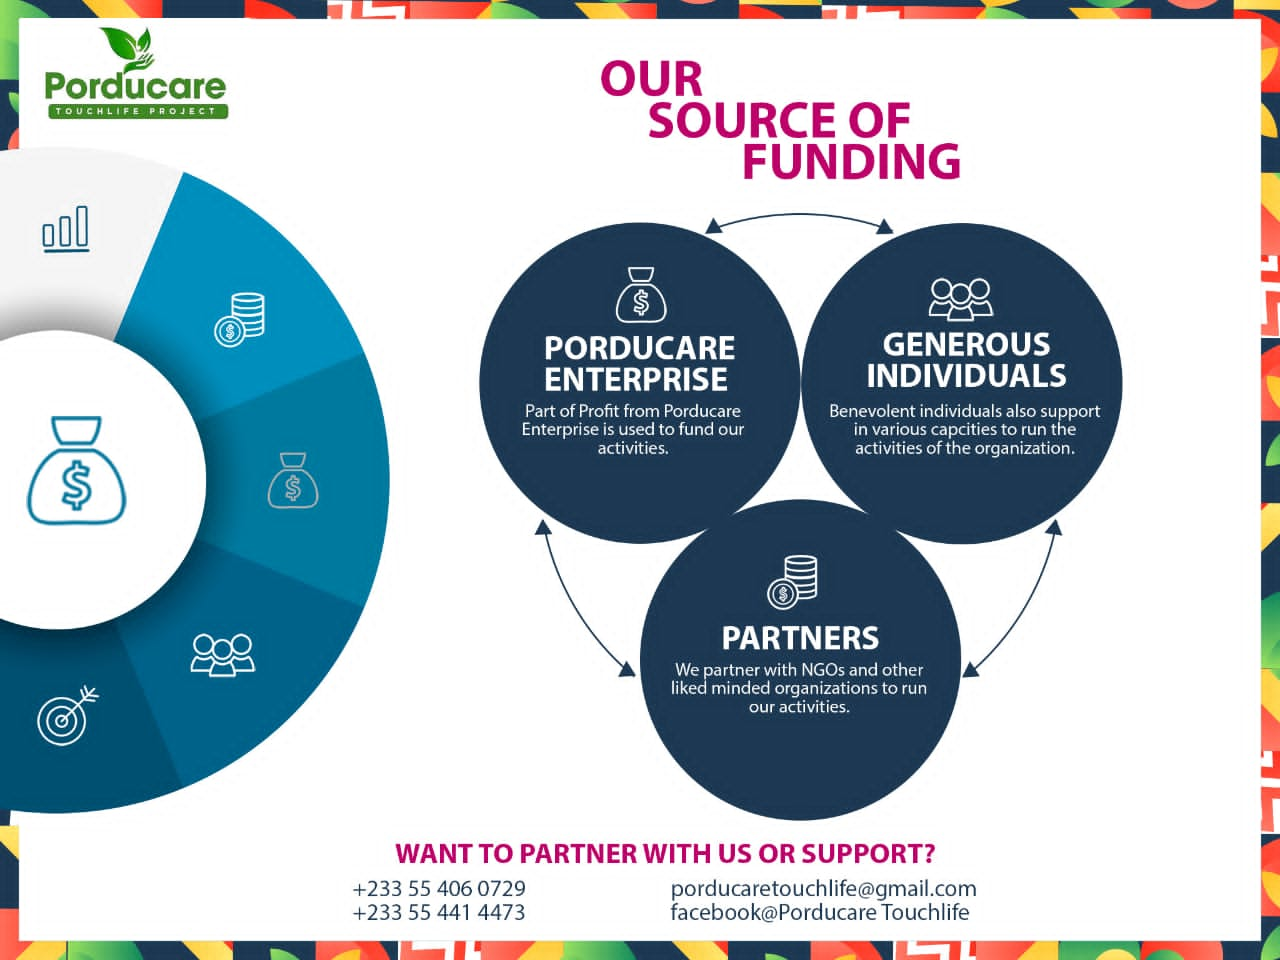 Porducare
TOUCHLIFE PROJECT
OUR
SOURCE OF
FUNDING
PORDUCARE
ENTERPRISE
Part of Profit from Porducare
Enterprise is used to fund our
activities.
GENEROUS
INDIVIDUALS
Benevolent individuals also support
in various capcities to run the
activities of the organization.
PARTNERS
We partner with NGOs and other
liked minded organizations to run
our activities.
WANT TO PARTNER WITH US OR SUPPORT?
+233 55 406 0729
+233 55 441 4473
porducaretouchlife@gmail.com
facebook@Porducare Touchlife